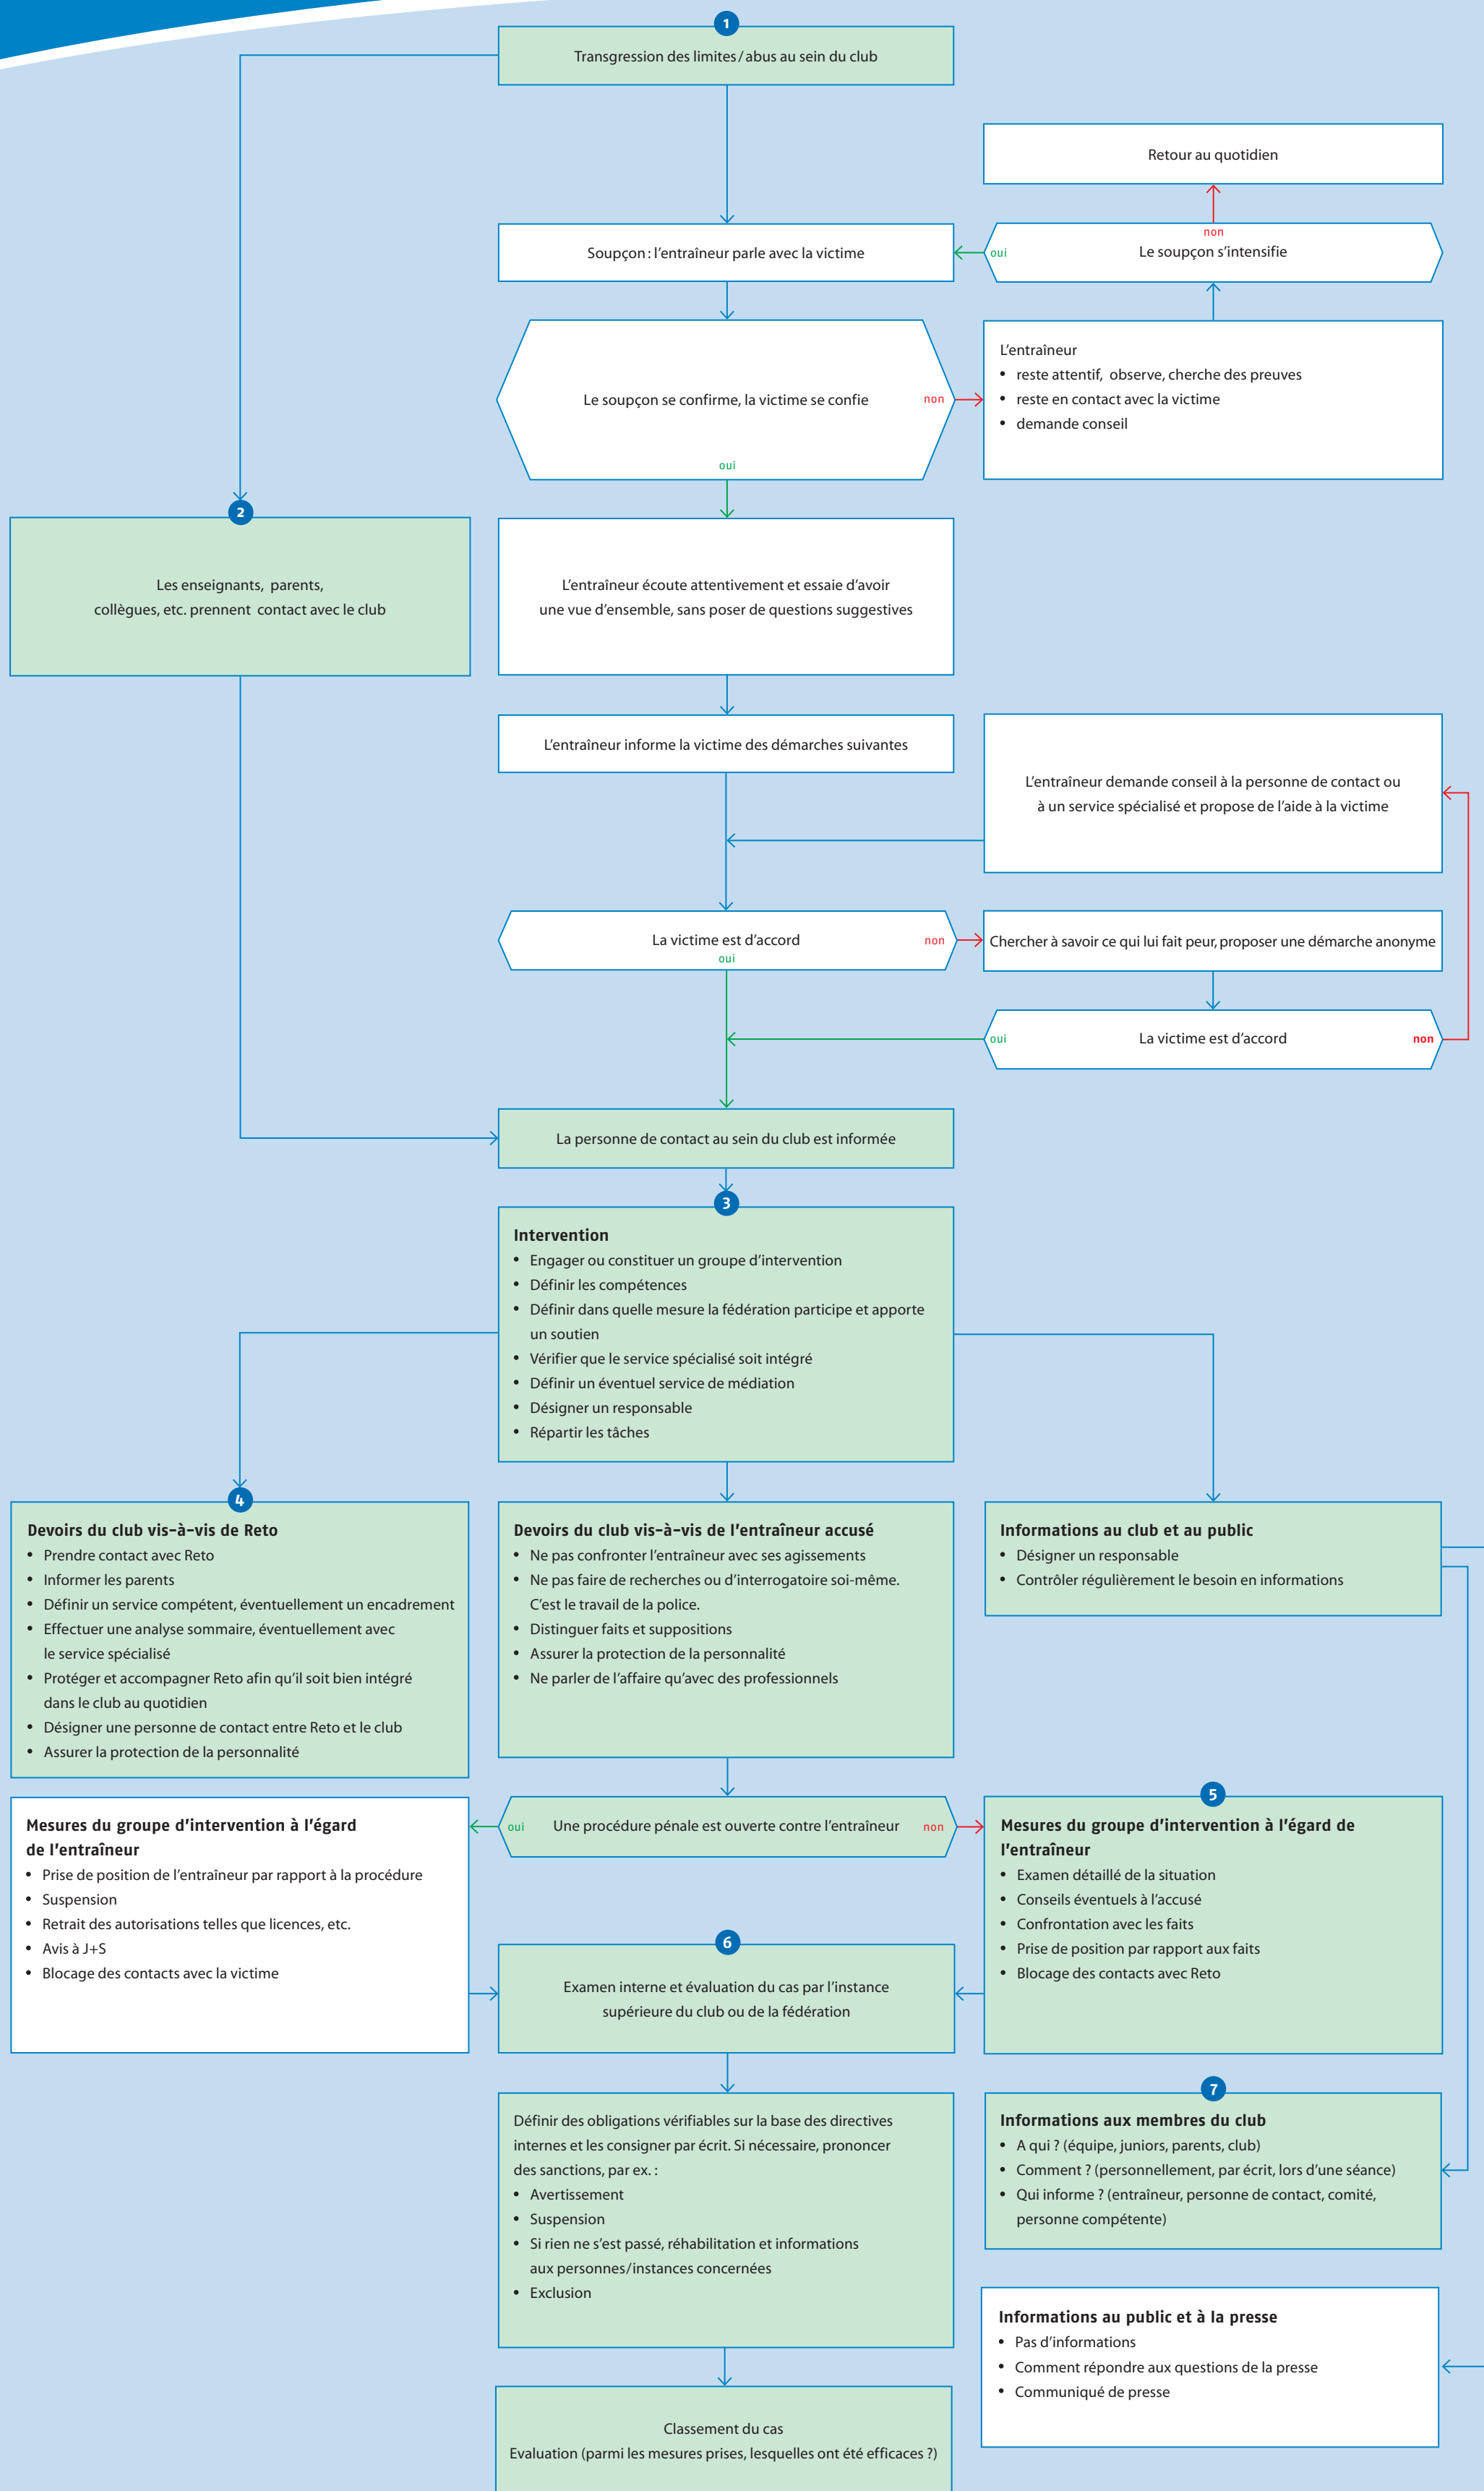 1
Transgression des limites / abus au sein du club
Retour au quotidien
Soupçon : l'entraîneur parle avec la victime
oui
non
Le soupçon s'intensifie
Le soupçon se confirme, la victime se confie
non
oui
L'entraîneur
• reste attentif, observe, cherche des preuves
• reste en contact avec la victime
• demande conseil
2
Les enseignants, parents,
collègues, etc. prennent contact avec le club
L'entraîneur écoute attentivement et essaie d'avoir
une vue d'ensemble, sans poser de questions suggestives
L'entraîneur informe la victime des démarches suivantes
L'entraîneur demande conseil à la personne de contact ou
à un service spécialisé et propose de l'aide à la victime
La victime est d'accord
non
oui
Chercher à savoir ce qui lui fait peur, proposer une démarche anonyme
oui
La victime est d'accord
non
La personne de contact au sein du club est informée
3
Intervention
• Engager ou constituer un groupe d'intervention
• Définir les compétences
• Définir dans quelle mesure la fédération participe et apporte
un soutien
• Vérifier que le service spécialisé soit intégré
• Définir un éventuel service de médiation
• Désigner un responsable
• Répartir les tâches
4
Devoirs du club vis-à-vis de Reto
• Prendre contact avec Reto
• Informer les parents
• Définir un service compétent, éventuellement un encadrement
• Effectuer une analyse sommaire, éventuellement avec
le service spécialisé
• Protéger et accompagner Reto afin qu'il soit bien intégré
dans le club au quotidien
• Désigner une personne de contact entre Reto et le club
• Assurer la protection de la personnalité
Devoirs du club vis-à-vis de l'entraîneur accusé
• Ne pas confronter l'entraîneur avec ses agissements
• Ne pas faire de recherches ou d'interrogatoire soi-même.
C'est le travail de la police.
• Distinguer faits et suppositions
• Assurer la protection de la personnalité
• Ne parler de l'affaire qu'avec des professionnels
Informations au club et au public
• Désigner un responsable
• Contrôler régulièrement le besoin en informations
Mesures du groupe d'intervention à l'égard
de l'entraîneur
• Prise de position de l'entraîneur par rapport à la procédure
• Suspension
• Retrait des autorisations telles que licences, etc.
• Avis à J+S
• Blocage des contacts avec la victime
oui
Une procédure pénale est ouverte contre l'entraîneur
non
5
Mesures du groupe d'intervention à l'égard de
l'entraîneur
• Examen détaillé de la situation
• Conseils éventuels à l'accusé
• Confrontation avec les faits
• Prise de position par rapport aux faits
• Blocage des contacts avec Reto
6
Examen interne et évaluation du cas par l'instance
supérieure du club ou de la fédération
Définir des obligations vérifiables sur la base des directives
internes et les consigner par écrit. Si nécessaire, prononcer
des sanctions, par ex. :
• Avertissement
• Suspension
• Si rien ne s'est passé, réhabilitation et informations
aux personnes/instances concernées
• Exclusion
7
Informations aux membres du club
• A qui ? (équipe, juniors, parents, club)
• Comment ? (personnellement, par écrit, lors d'une séance)
• Qui informe ? (entraîneur, personne de contact, comité,
personne compétente)
Informations au public et à la presse
• Pas d'informations
• Comment répondre aux questions de la presse
• Communiqué de presse
Classement du cas
Evaluation (parmi les mesures prises, lesquelles ont été efficaces ?)